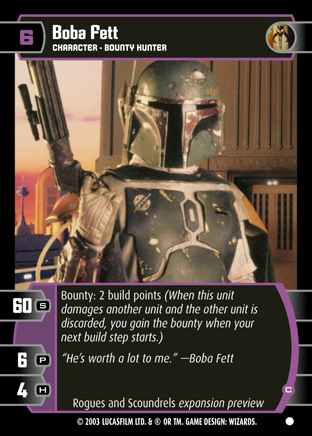 6 Boba Fett
CHARACTER • BOUNTY HUNTER
60 S
Bounty: 2 build points (When this unit
damages another unit and the other unit is
discarded, you gain the bounty when your
next build step starts.)
6 P
"He's worth a lot to me." —Boba Fett
4 H
C
Rogues and Scoundrels expansion preview
© 2003 LUCASFILM LTD. & ® OR TM. GAME DESIGN: WIZARDS.